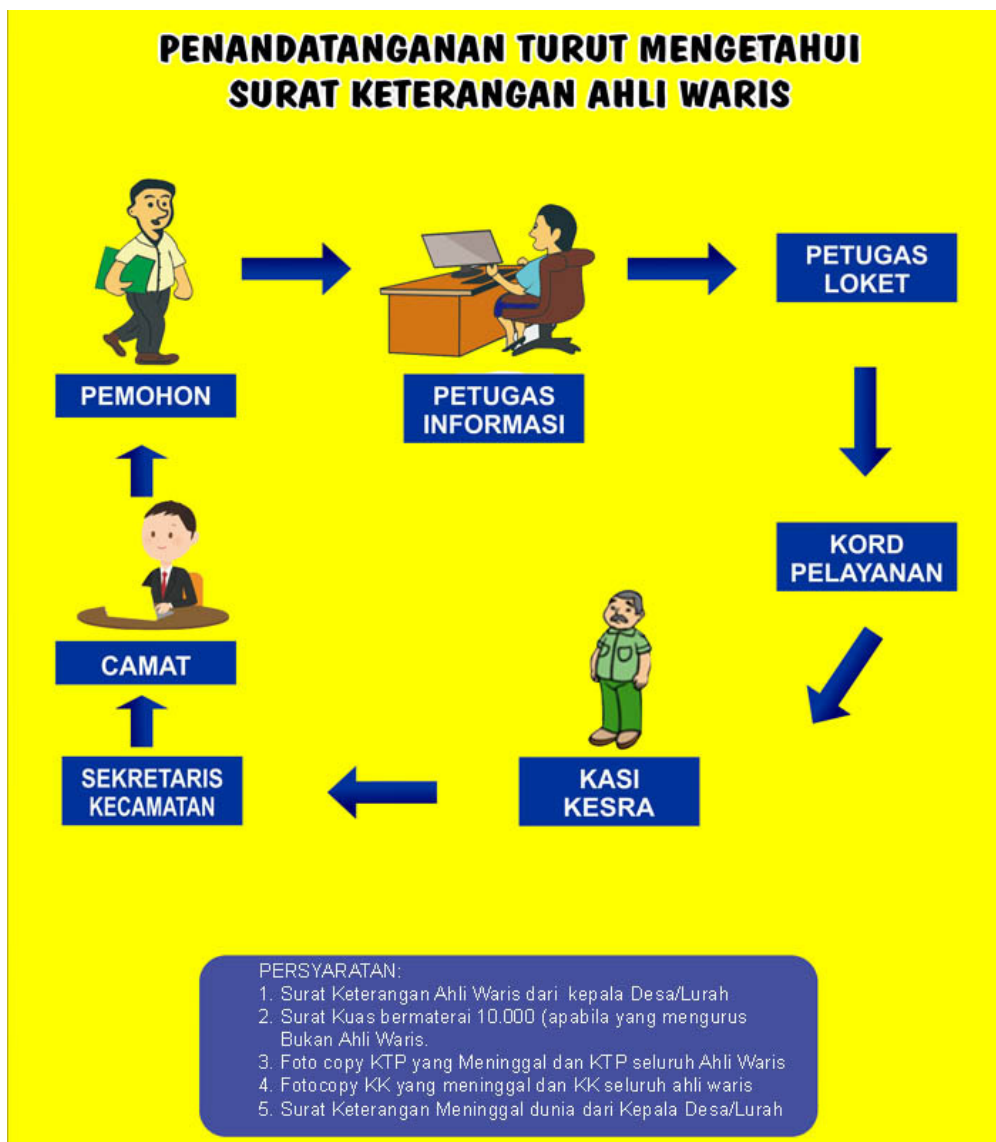 PENANDATANGANAN TURUT MENGETAHUI
SURAT KETERANGAN AHLI WARIS
PEMOHON
PETUGAS
INFORMASI
PETUGAS
LOKET
KORD
PELAYANAN
KASI
KESRA
SEKRETARIS
KECAMATAN
CAMAT
PERSYARATAN:
1. Surat Keterangan Ahli Waris dari kepala Desa/Lurah
2. Surat Kuas bermaterai 10.000 (apabila yang mengurus
Bukan Ahli Waris.
3. Foto copy KTP yang Meninggal dan KTP seluruh Ahli Waris
4. Fotocopy KK yang meninggal dan KK seluruh ahli waris
5. Surat Keterangan Meninggal dunia dari Kepala Desa/Lurah